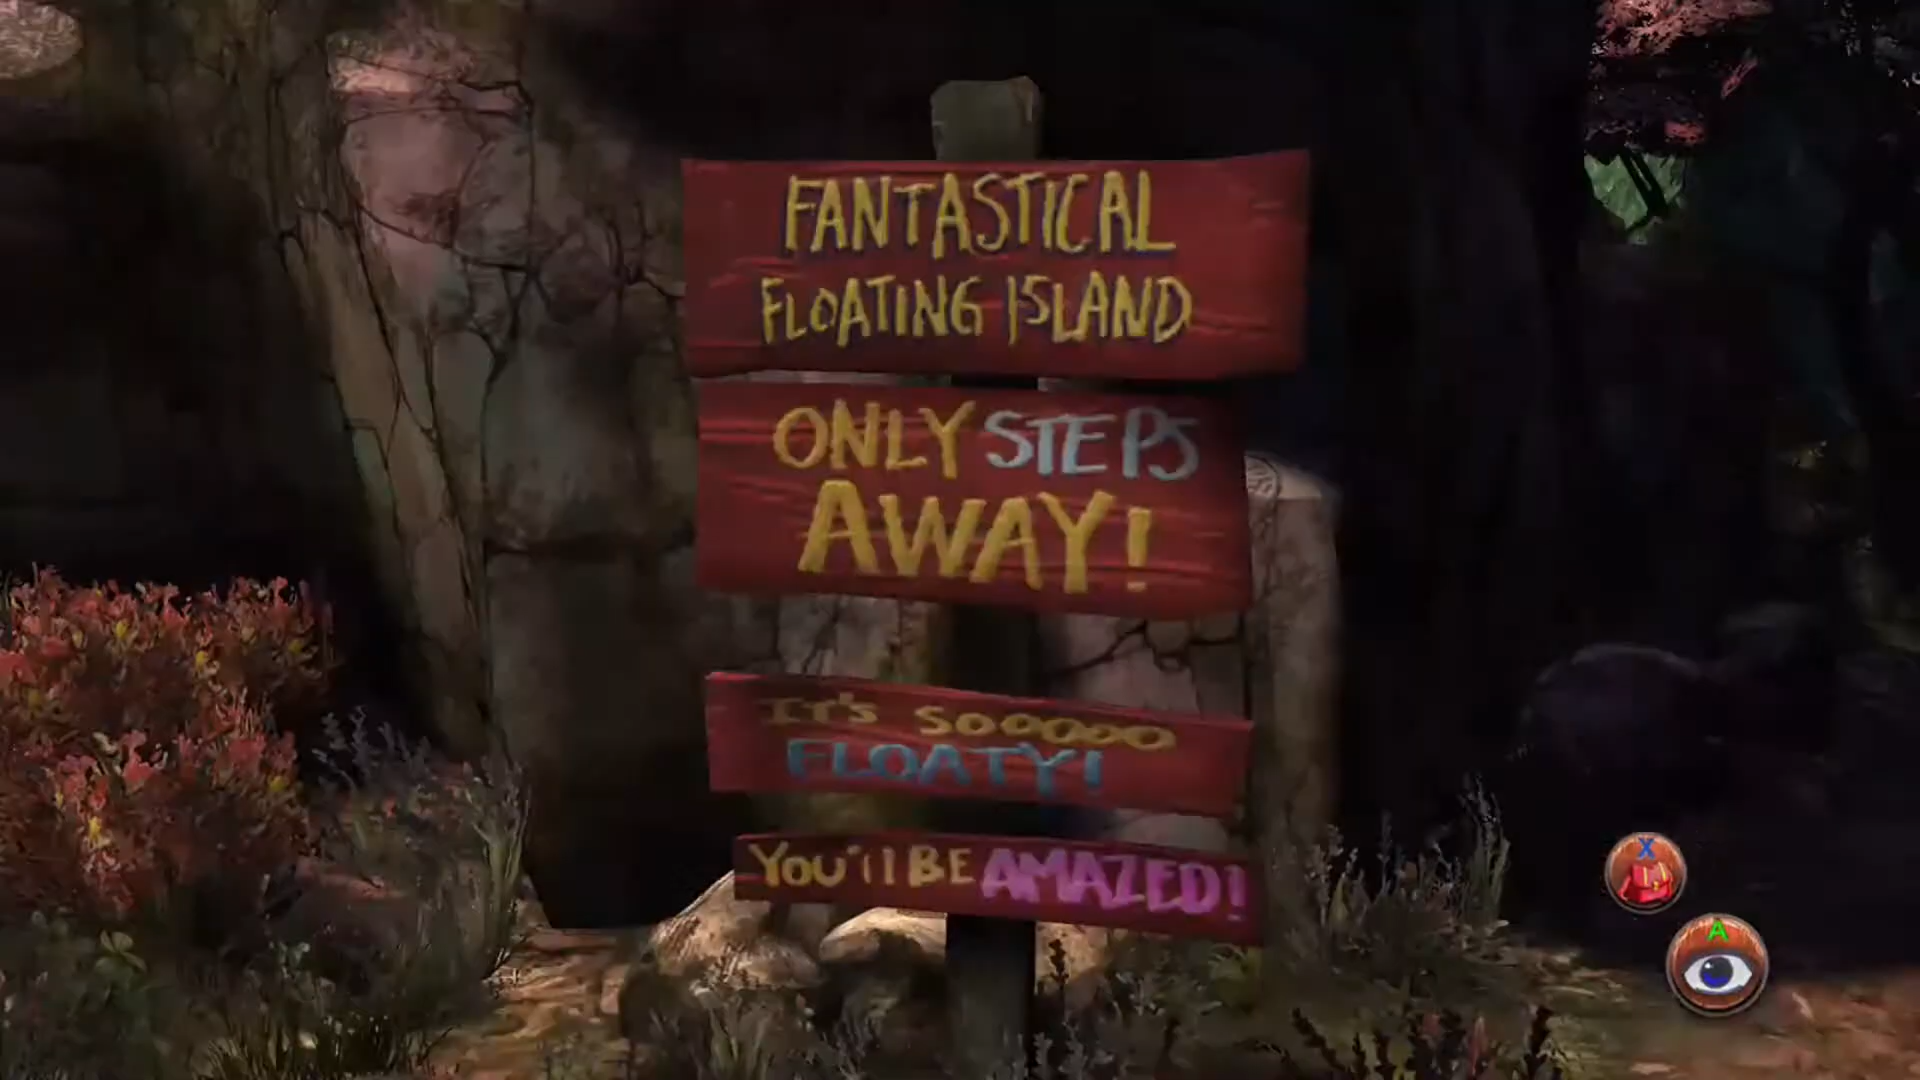 FANTASTICAL
FLOATING ISLAND
ONLY STEPS
AWAY!
IT'S SOOOOO
FLOATY!
YOU'll BE AMAZED!
X
A